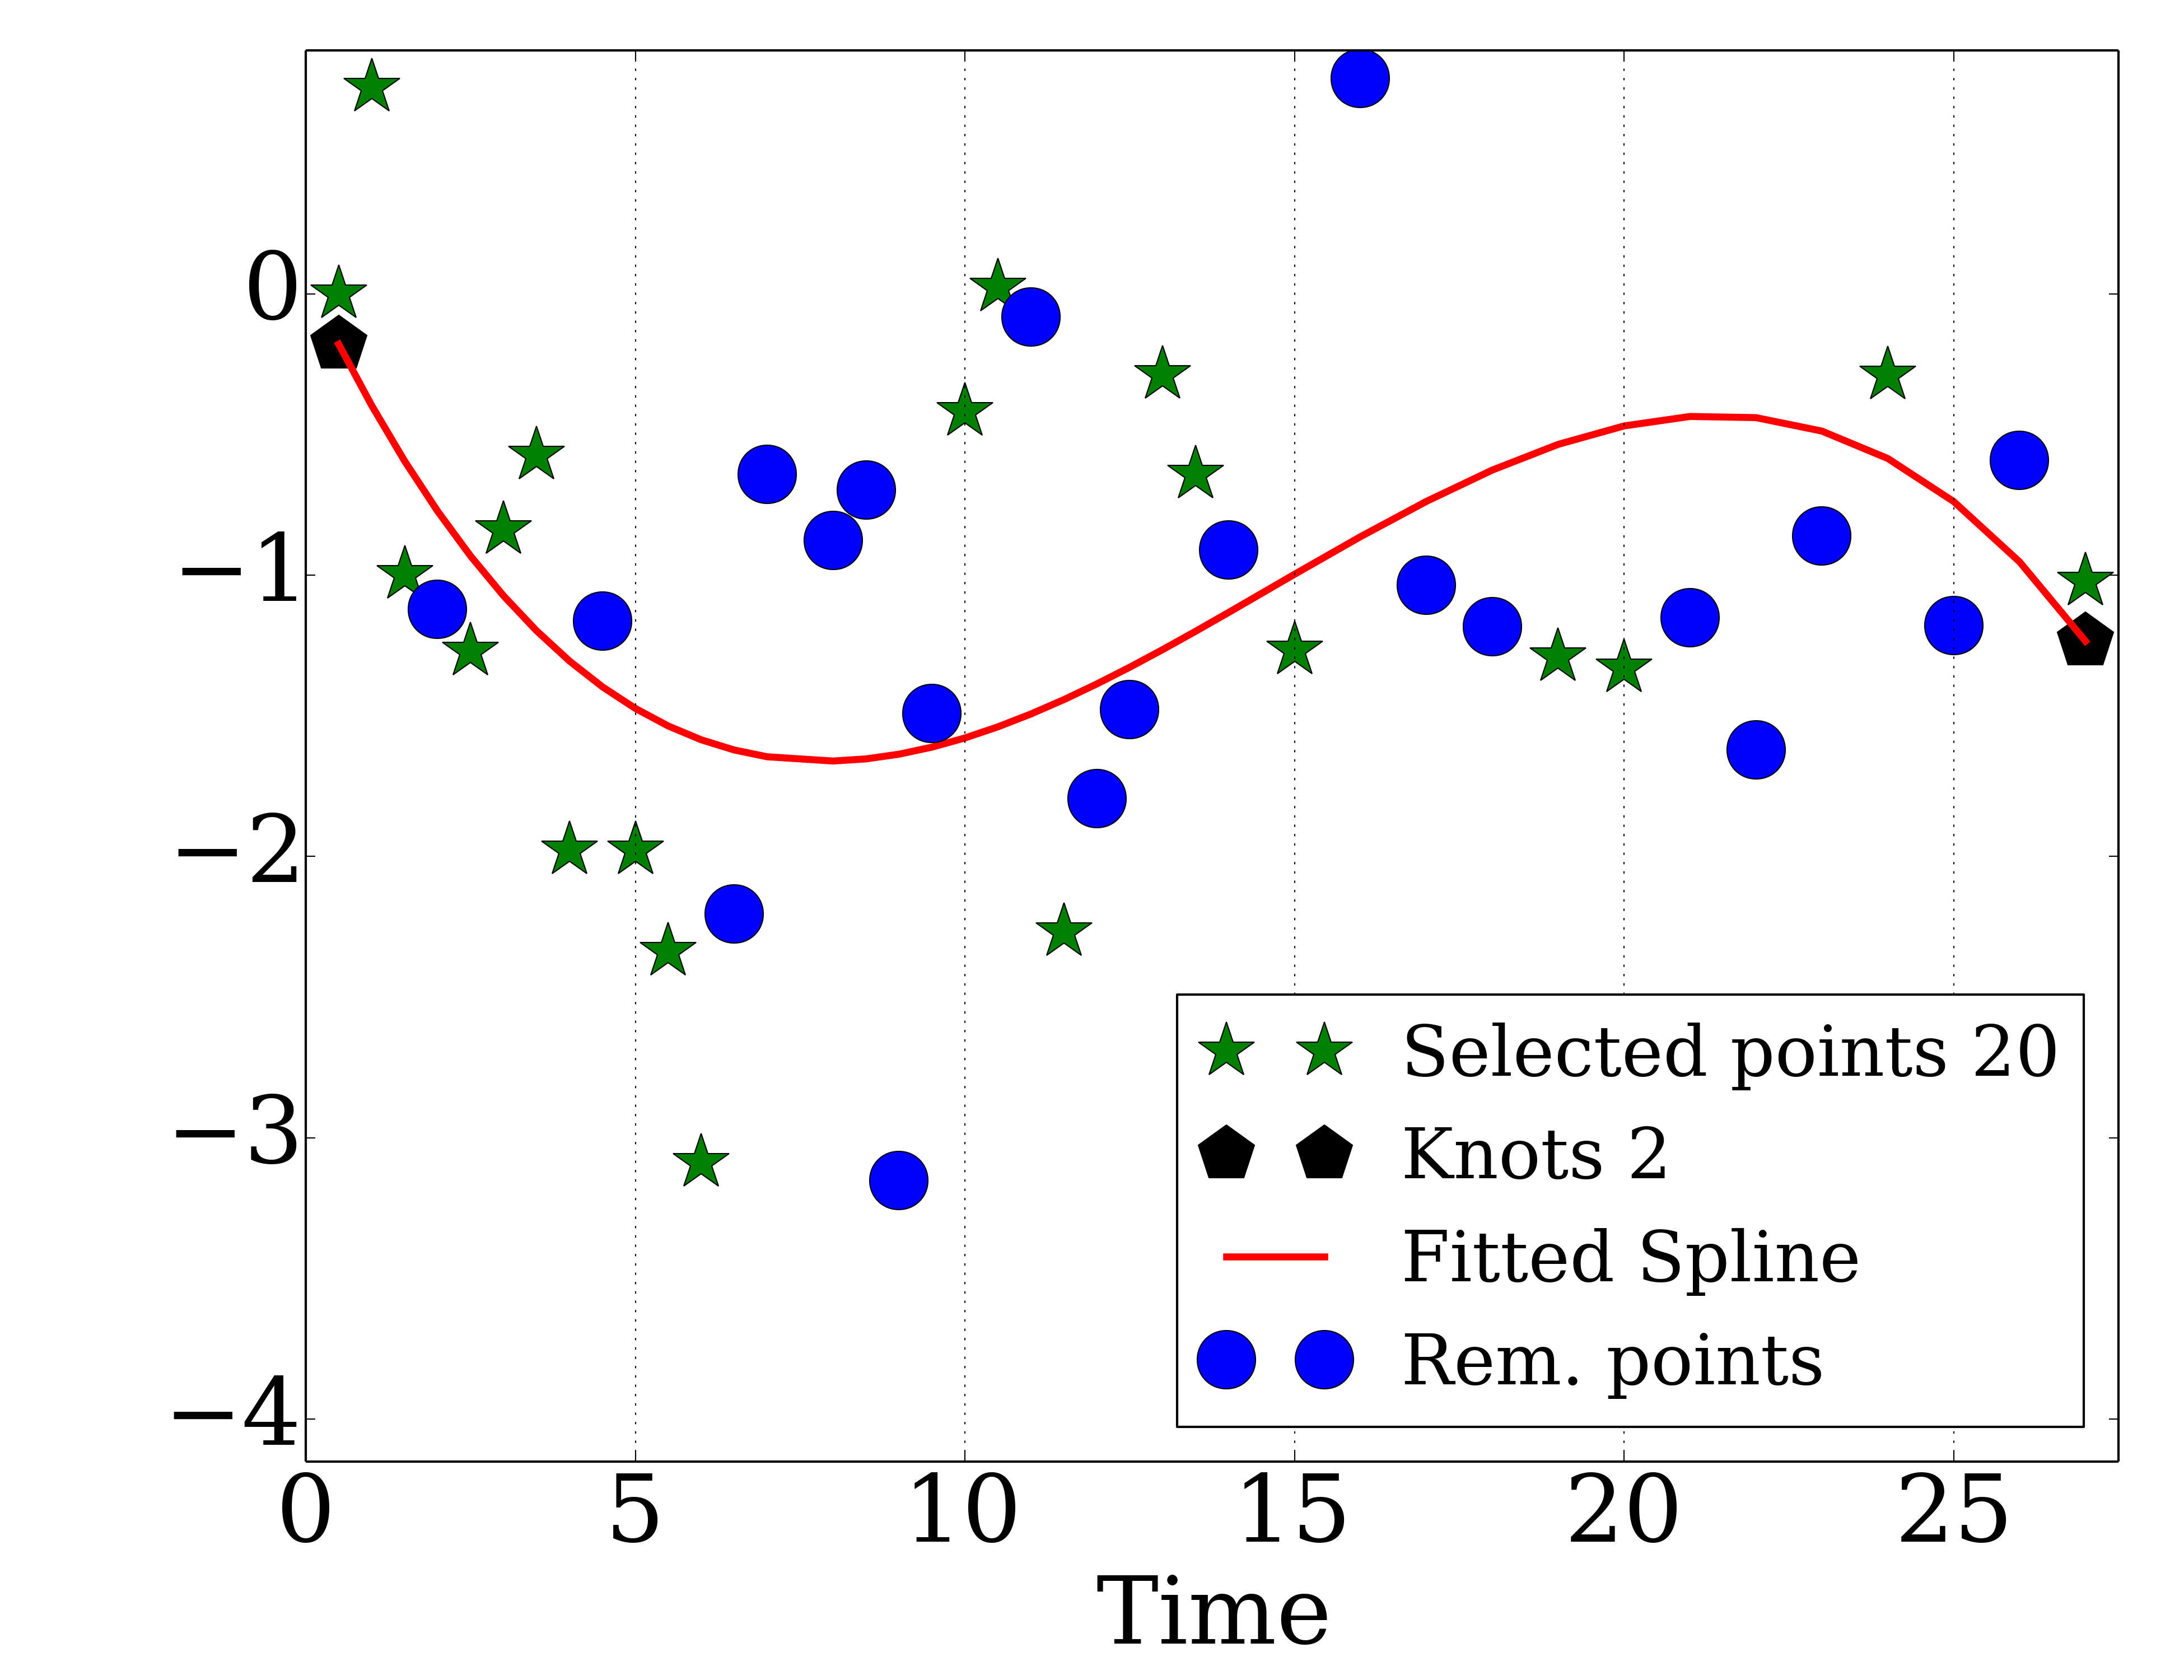 0
−1
−2
−3
−4
Selected points 20
Knots 2
Fitted Spline
Rem. points
0 5 10 15 20 25
Time